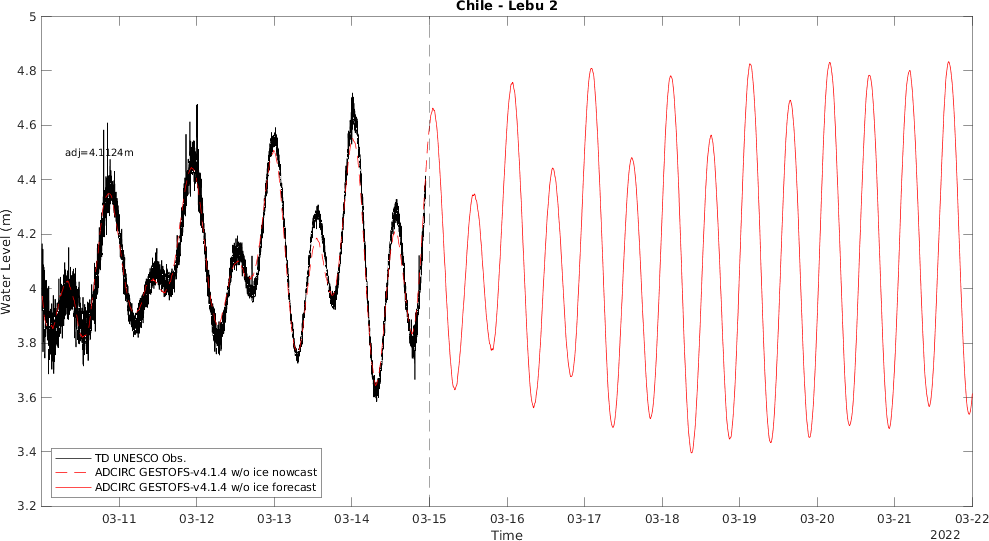 Chile - Lebu 2
5
4.8
4.6
4.4
4.2
4
3.8
3.6
3.4
3.2
Water Level (m)
adj=4.1124m
TD UNESCO Obs.
ADCIRC GESTOFS-v4.1.4 w/o ice nowcast
ADCIRC GESTOFS-v4.1.4 w/o ice forecast
03-11 03-12 03-13 03-14 03-15 03-16 03-17 03-18 03-19 03-20 03-21 03-22
Time
2022